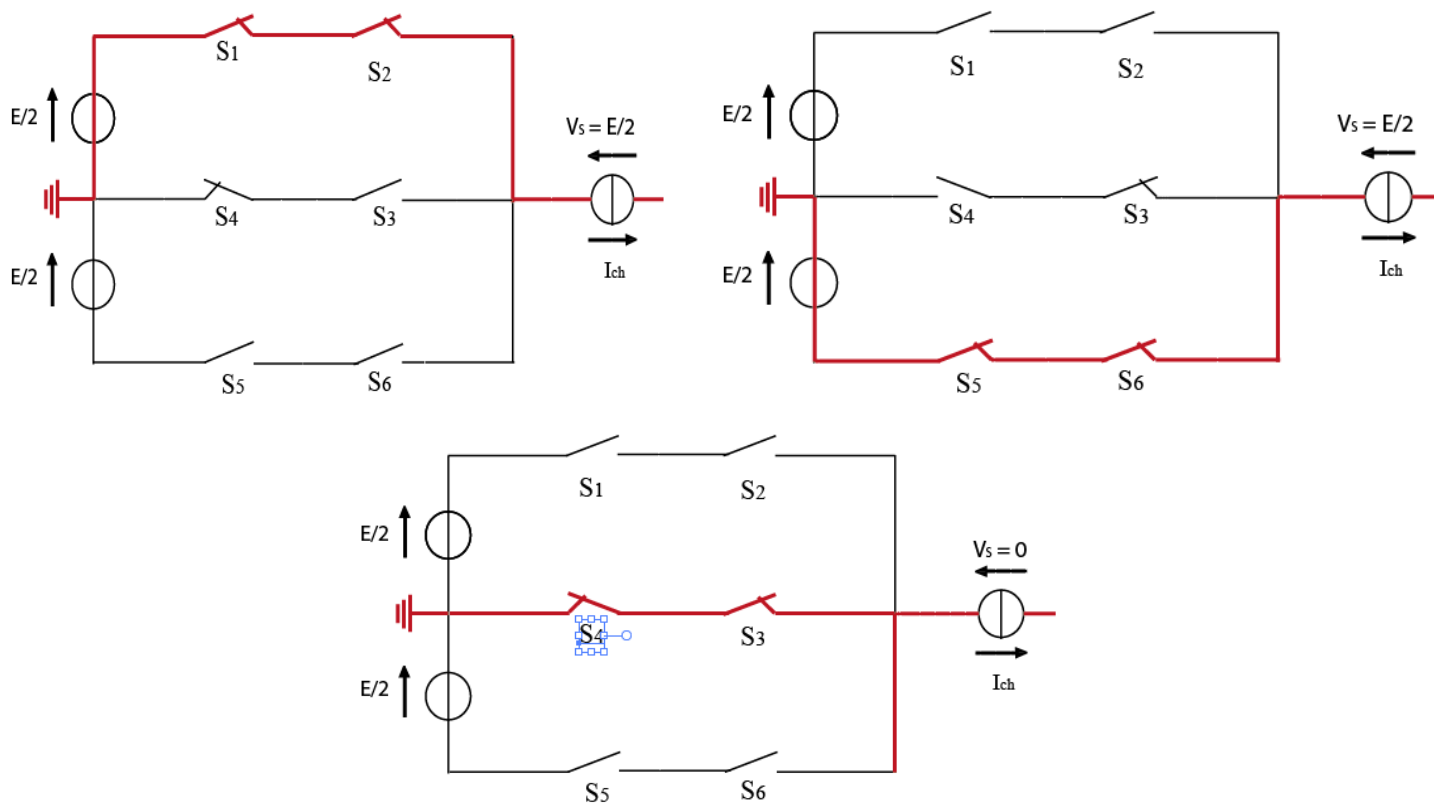 S1
S2
E/2
Vs = E/2
S4
S3
E/2
Ich
S5
S6
S1
S2
E/2
Vs = E/2
S4
S3
E/2
Ich
S5
S6
S1
S2
E/2
Vs = 0
S4
S3
E/2
Ich
S5
S6